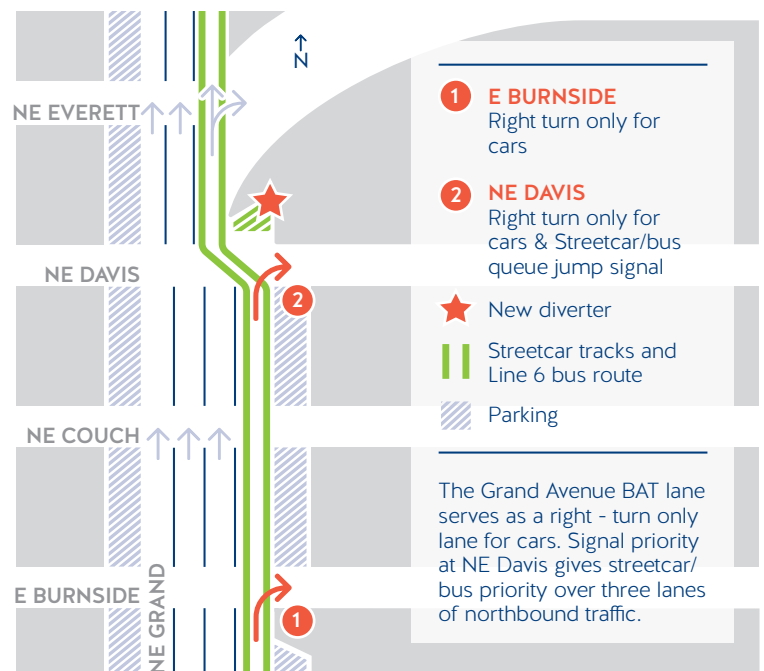 N
NE EVERETT
NE DAVIS
2
NE COUCH
E BURNSIDE
NE GRAND
1
1 E BURNSIDE
Right turn only for
cars
2 NE DAVIS
Right turn only for
cars & Streetcar/bus
queue jump signal
New diverter
Streetcar tracks and
Line 6 bus route
Parking
The Grand Avenue BAT lane
serves as a right - turn only
lane for cars. Signal priority
at NE Davis gives streetcar/
bus priority over three lanes
of northbound traffic.